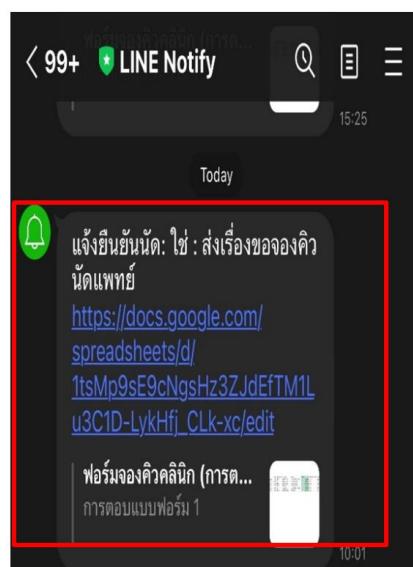 ฟอร์มจองคิวคลินิก (การต...
< 99+ LINE Notify
15:25
Today
แจ้งยืนยันนัด: ใช่ : ส่งเรื่องขอจองคิว
นัดแพทย์
https://docs.google.com/
spreadsheets/d/
1tsMp9sE9cNgsHz3ZJdEfTM1L
u3C1D-LykHfj_CLk-xc/edit
ฟอร์มจองคิวคลินิก (การต...
การตอบแบบฟอร์ม 1
10:01